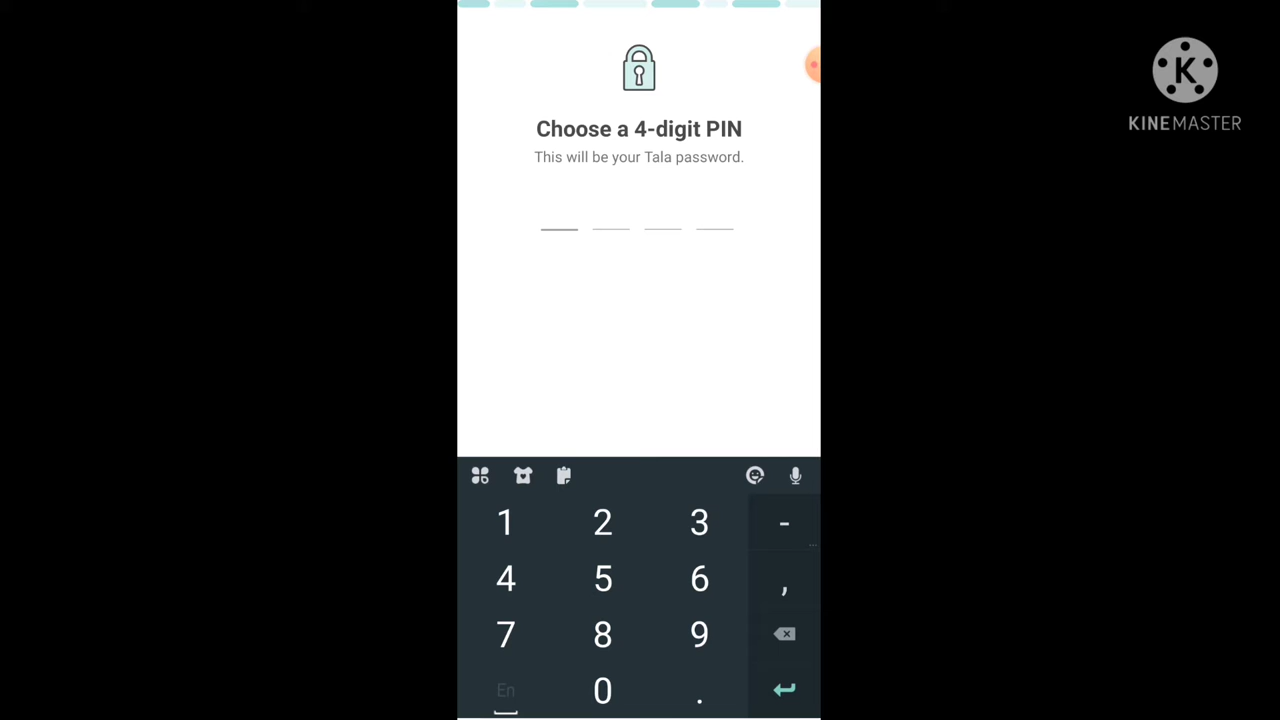 Choose a 4-digit PIN
This will be your Tala password.
K
KINEMASTER
1 2 3 -
4 5 6 ,
7 8 9
En 0 .